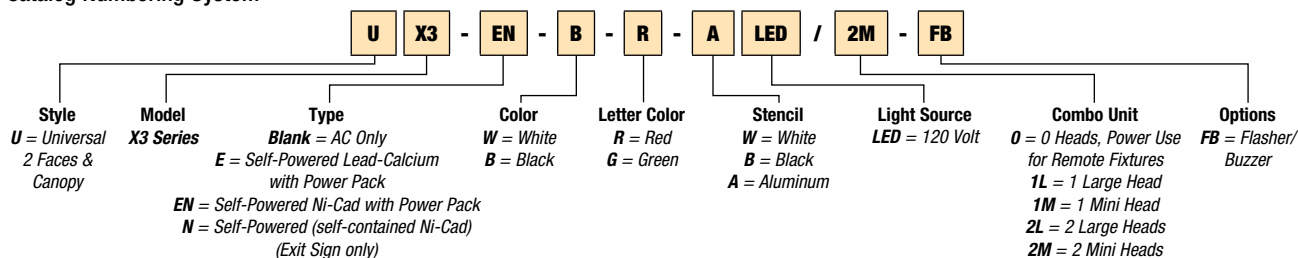 Catalog Numbering System
U X3 - EN - B - R - A LED / 2M - FB
Style
U = Universal
2 Faces &
Canopy
Model
X3 Series
Type
Blank = AC Only
E = Self-Powered Lead-Calcium
with Power Pack
EN = Self-Powered Ni-Cad with Power Pack
N = Self-Powered (self-contained Ni-Cad)
(Exit Sign only)
Color
W = White
B = Black
Letter Color
R = Red
G = Green
Stencil
W = White
B = Black
A = Aluminum
Light Source
LED = 120 Volt
Combo Unit
0 = 0 Heads, Power Use
for Remote Fixtures
1L = 1 Large Head
1M = 1 Mini Head
2L = 2 Large Heads
2M = 2 Mini Heads
Options
FB = Flasher/
Buzzer